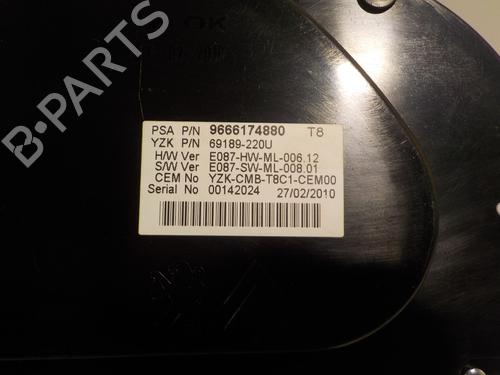 OK
PSA P/N 9666174880 T8
YZK P/N 69189-220U
H/W Ver E087-HW-ML-006.12
S/W Ver E087-SW-ML-008.01
CEM No YZK-CMB-T8C1-CEM00
Serial No 00142024 27/02/2010
B-PARTS